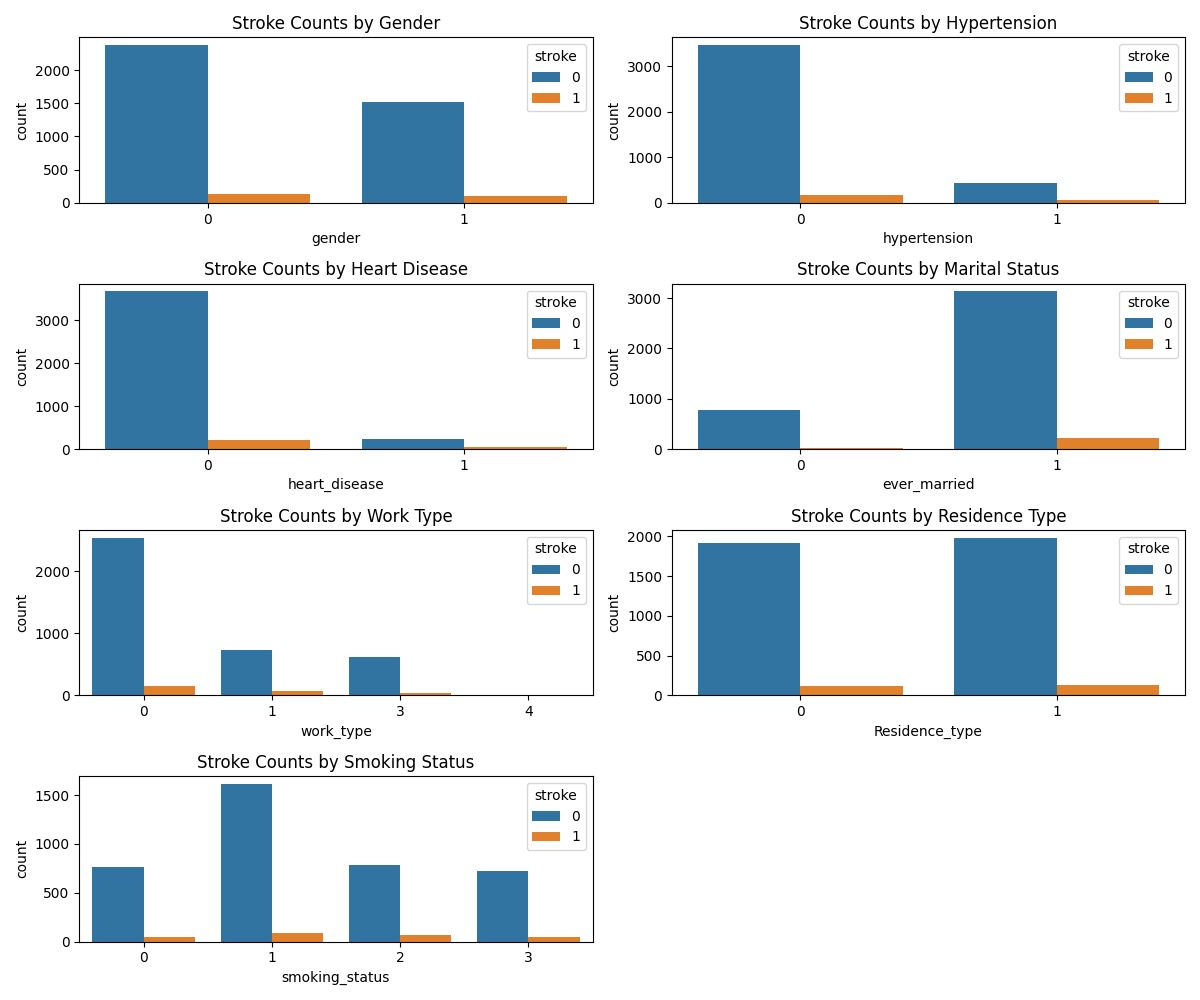 Stroke Counts by Gender
count
2000
1500
1000
500
0
0 1
gender
stroke
0
1
Stroke Counts by Hypertension
count
3000
2000
1000
0
0 1
hypertension
stroke
0
1
Stroke Counts by Heart Disease
count
3000
2000
1000
0
0 1
heart_disease
stroke
0
1
Stroke Counts by Marital Status
count
3000
2000
1000
0
0 1
ever_married
stroke
0
1
Stroke Counts by Work Type
count
2000
1000
0
0 1 3 4
work_type
stroke
0
1
Stroke Counts by Residence Type
count
2000
1500
1000
500
0
0 1
Residence_type
stroke
0
1
Stroke Counts by Smoking Status
count
1500
1000
500
0
0 1 2 3
smoking_status
stroke
0
1